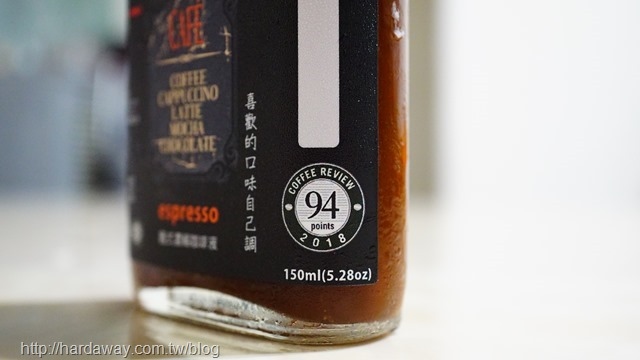 CAFÉ
COFFEE
CAPPUCCINO
LATTE
MOCHA
CHOCOLATE
喜歡的口味自己調
espresso
COFFEE REVIEW
94
points
2018
150ml(5.28oz)
http://hardaway.com.tw/blog